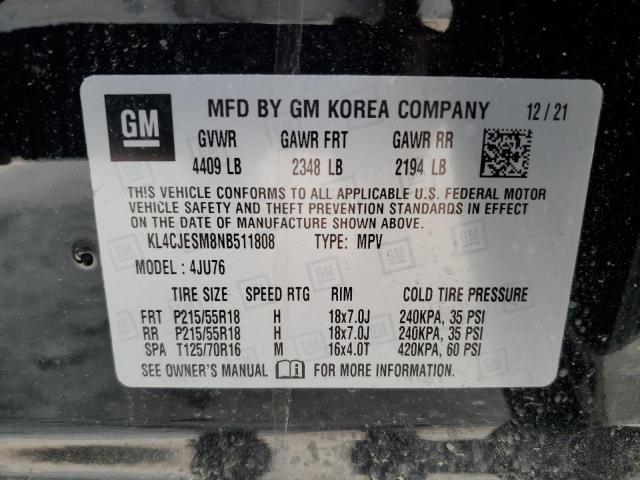 GM MFD BY GM KOREA COMPANY 12/21
GVWR GAWR FRT GAWR RR
4409 LB 2348 LB 2194 LB
THIS VEHICLE CONFORMS TO ALL APPLICABLE U.S. FEDERAL MOTOR
VEHICLE SAFETY AND THEFT PREVENTION STANDARDS IN EFFECT
ON THE DATE OF MANUFACTURE SHOWN ABOVE.
KL4CJESM8NB511808 TYPE: MPV
MODEL: 4JU76
TIRE SIZE SPEED RTG RIM COLD TIRE PRESSURE
FRT P215/55R18 H 18x7.0J 240KPA, 35 PSI
RR P215/55R18 H 18x7.0J 240KPA, 35 PSI
SPA T125/70R16 M 16x4.0T 420KPA, 60 PSI
SEE OWNER'S MANUAL FOR MORE INFORMATION.